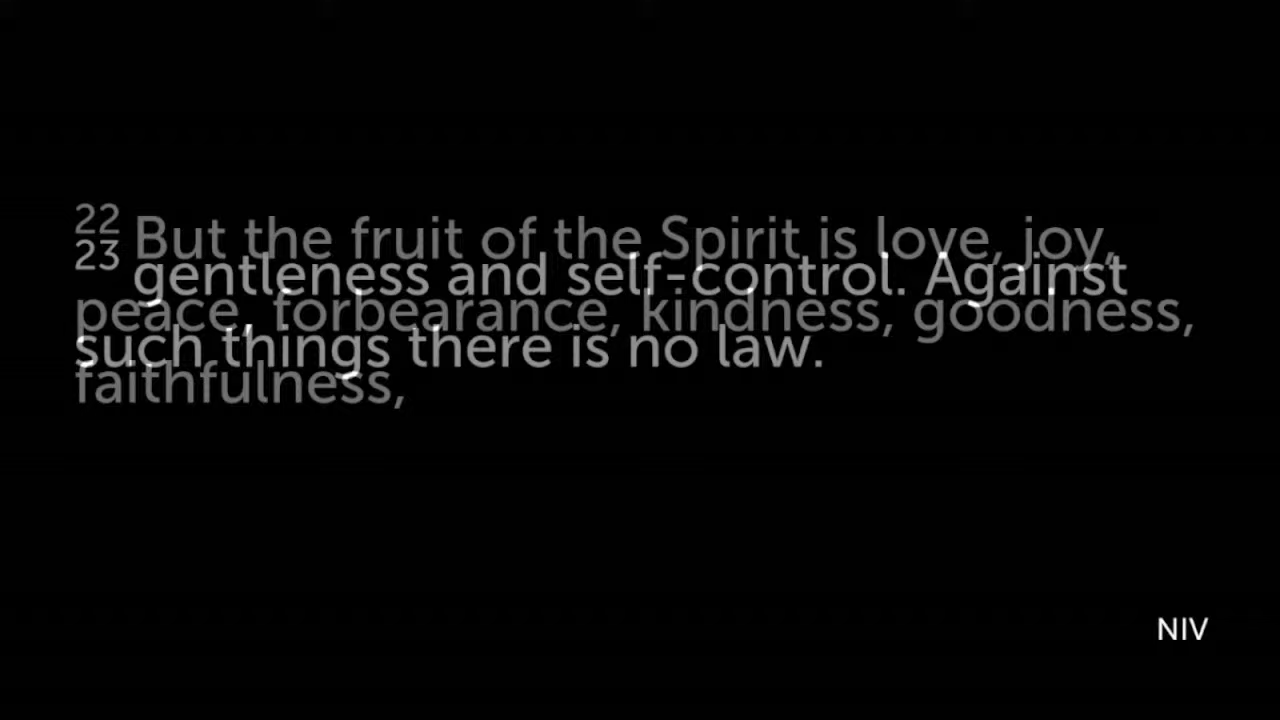 22 But the fruit of the Spirit is love, joy,
peace, forbearance, kindness, goodness,
faithfulness,
23 gentleness and self-control. Against
such things there is no law.
NIV